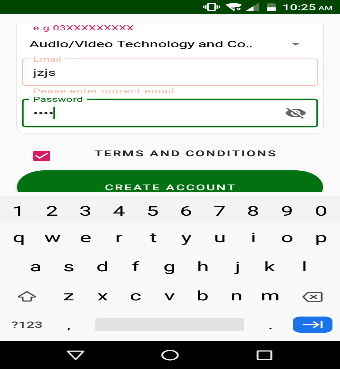 10:25 AM
e.g 03XXXXXXXXX
Audio/Video Technology and Co..
Email
jzjs
Pease enter correct email
Password
••••
TERMS AND CONDITIONS
CREATE ACCOUNT
1 2 3 4 5 6 7 8 9 0
q w e r t y u i o p
a s d f g h j k l
z x c v b n m
?123 , .